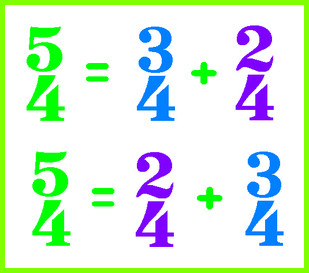 5/4 = 3/4 + 2/4
5/4 = 2/4 + 3/4